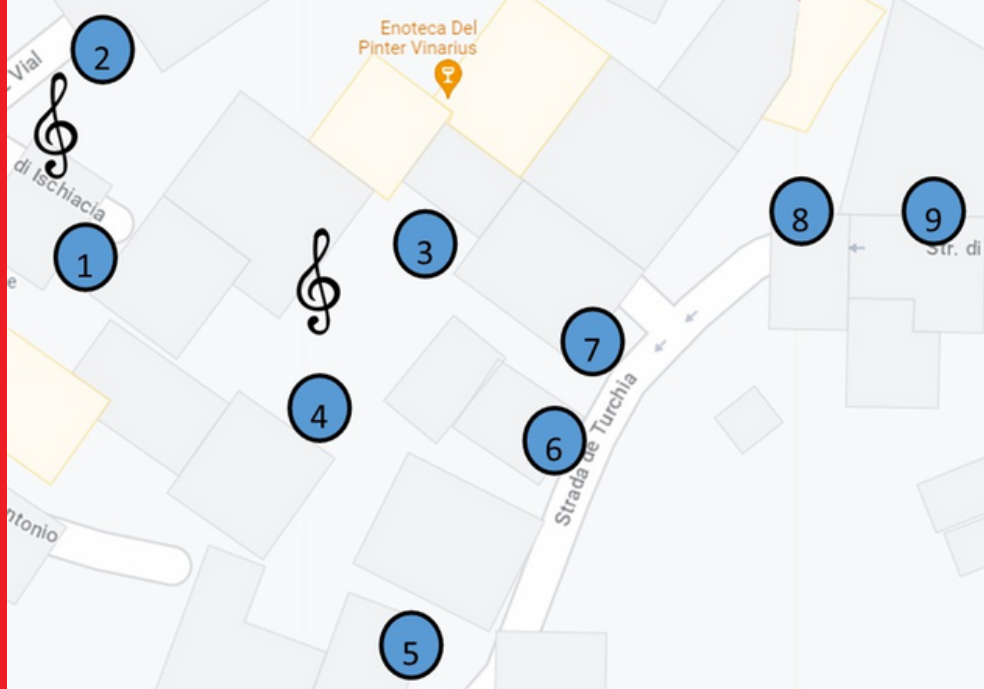 Enoteca Del
Pinter Vinarius
2
Vial
di Ischiacia
1
3
8
9
Str. di
e
7
4
6
Strada de Turchia
ntonio
5